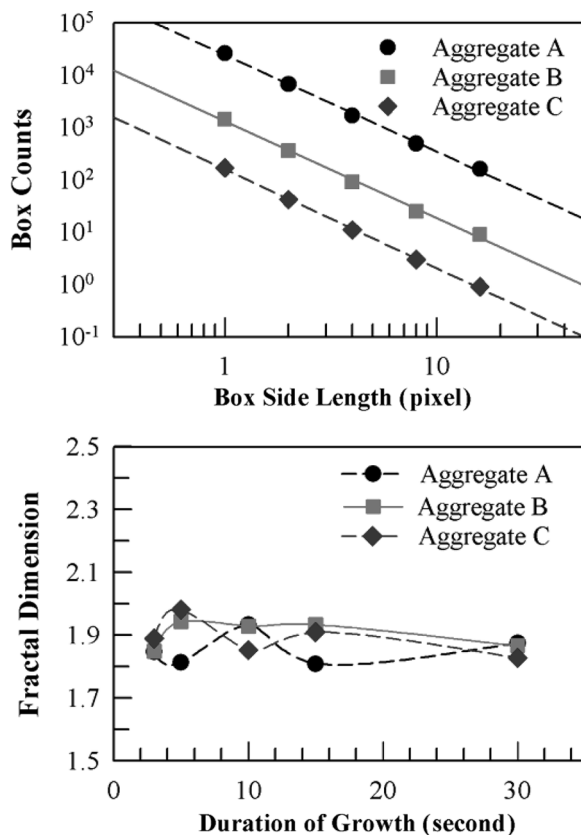 10^5
Aggregate A
10^4
Aggregate B
10^3
Aggregate C
10^2
10^1
10^0
10^-1
Box Counts
1
10
Box Side Length (pixel)
2.5
Aggregate A
2.3
Aggregate B
Aggregate C
2.1
1.9
1.7
1.5
Fractal Dimension
0
10
20
30
Duration of Growth (second)